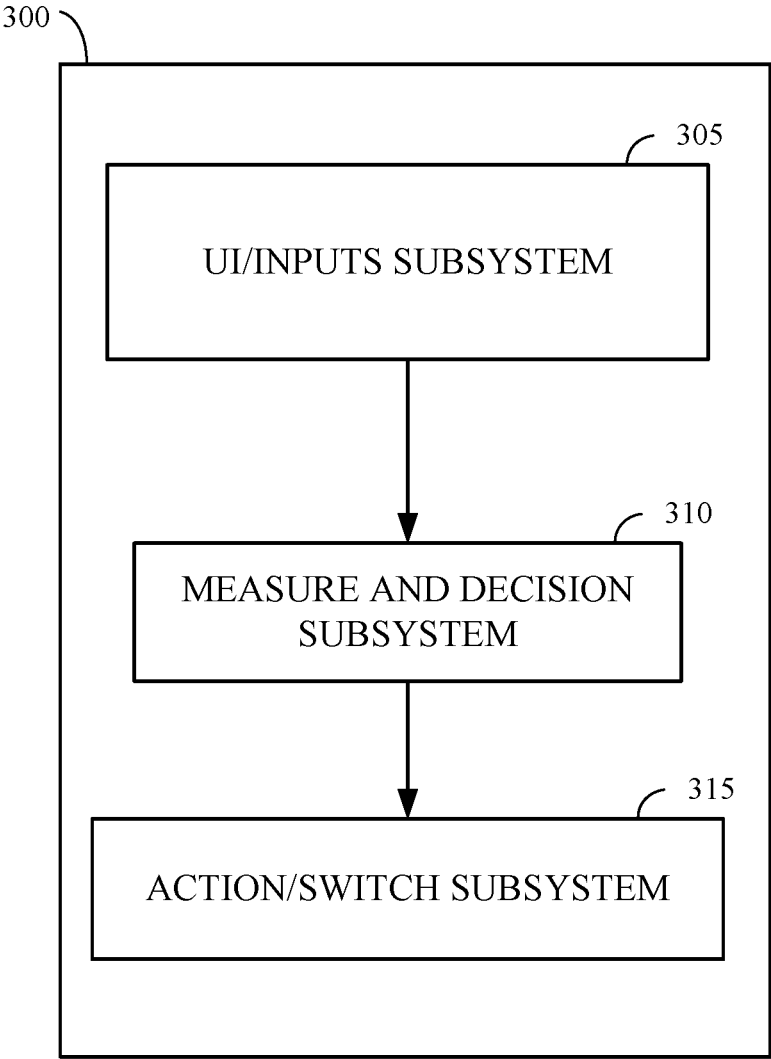 300
305
UI/INPUTS SUBSYSTEM
310
MEASURE AND DECISION
SUBSYSTEM
315
ACTION/SWITCH SUBSYSTEM